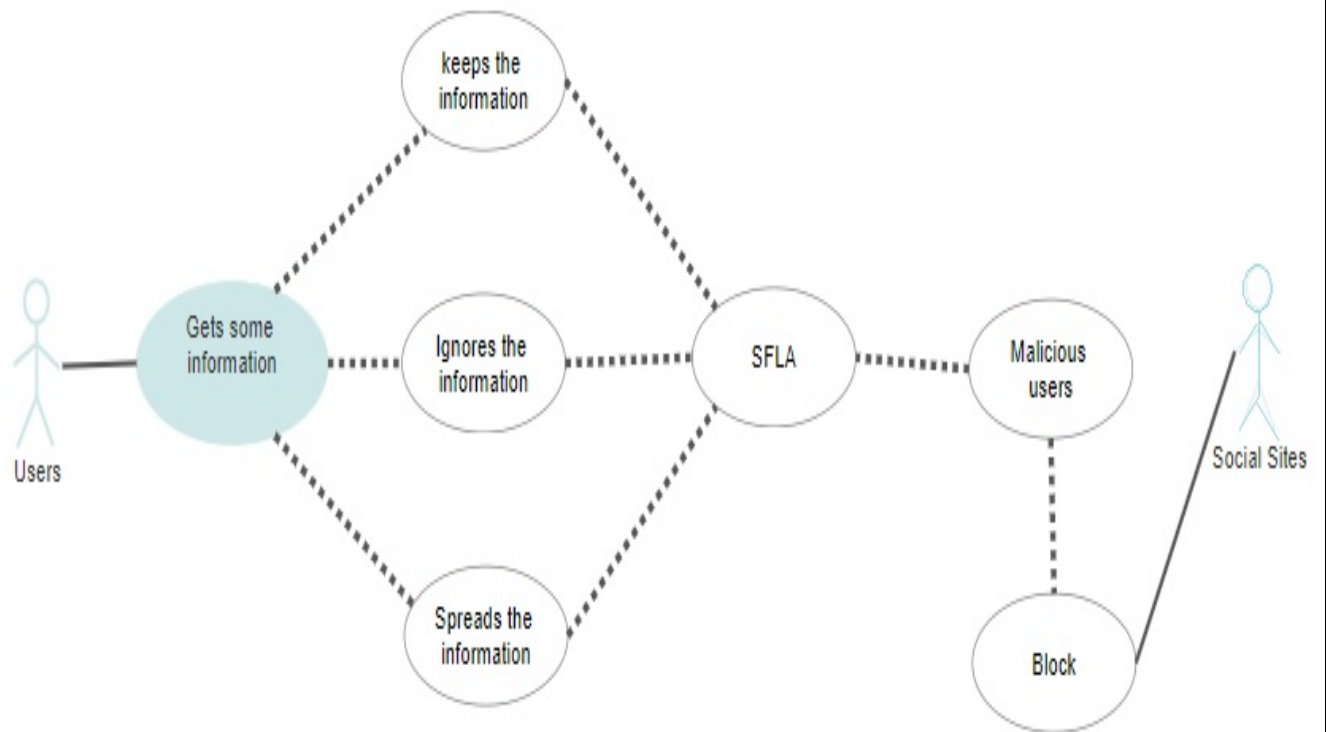 keeps the
information
Gets some
information
Ignores the
information
SFLA
Malicious
users
Users
Social Sites
Spreads the
information
Block